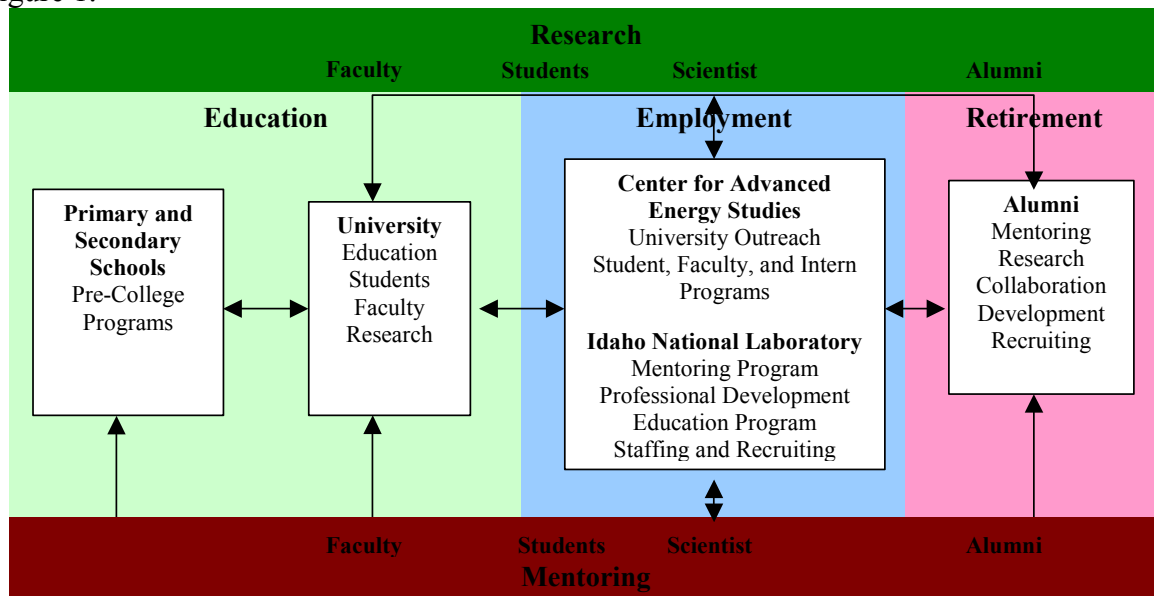 Figure 1.
Research
Faculty Students Scientist Alumni
Education Employment Retirement
Primary and
Secondary
Schools
Pre-College
Programs
University
Education
Students
Faculty
Research
Center for Advanced
Energy Studies
University Outreach
Student, Faculty, and Intern
Programs
Idaho National Laboratory
Mentoring Program
Professional Development
Education Program
Staffing and Recruiting
Alumni
Mentoring
Research
Collaboration
Development
Recruiting
Faculty Students Scientist Alumni
Mentoring